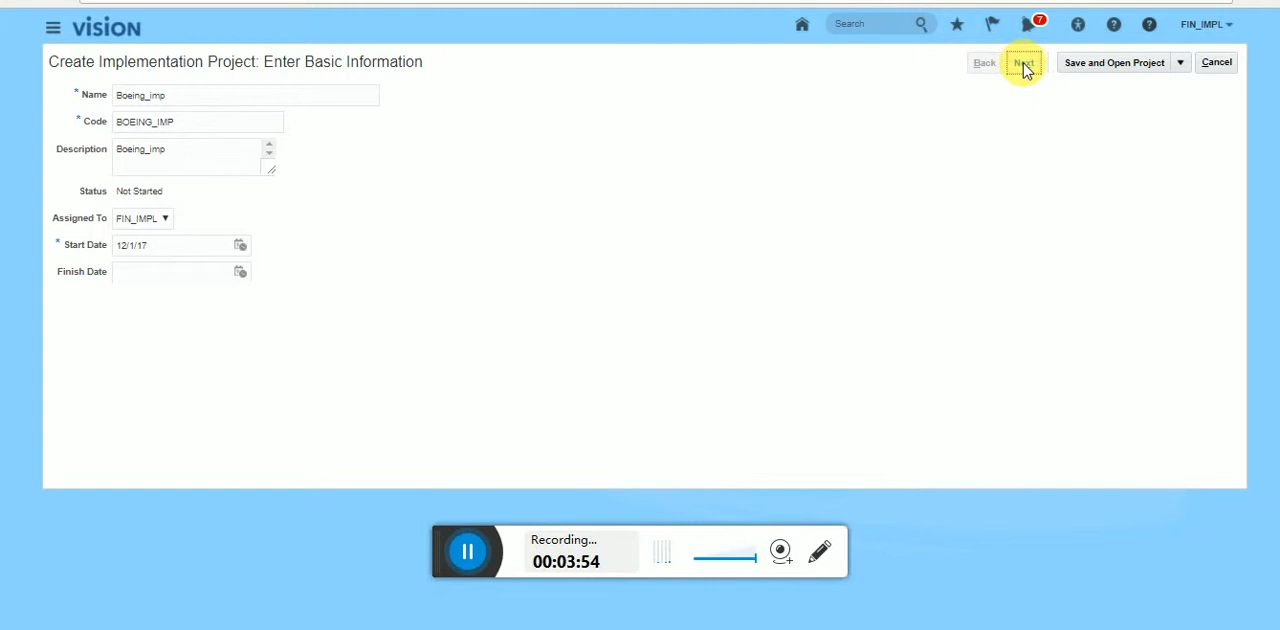 vision
Search
7
FIN_IMPL
Create Implementation Project: Enter Basic Information
Back
Next
Save and Open Project
Cancel
* Name Boeing_imp
* Code BOEING_IMP
Description Boeing_imp
Status Not Started
Assigned To FIN_IMPL
* Start Date 12/1/17
Finish Date
Recording...
00:03:54